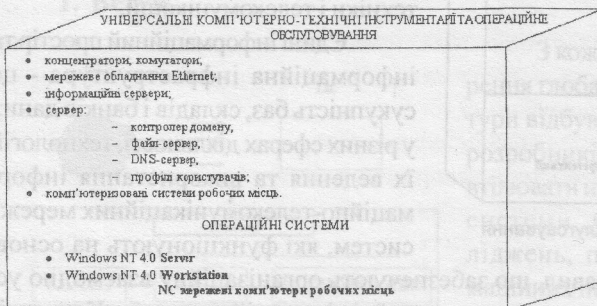 УНІВЕРСАЛЬНІ КОМП'ЮТЕРНО-ТЕХНІЧНІ ІНСТРУМЕНТАРІЇ ТА ОПЕРАЦІЙНЕ
ОБСЛУГОВУВАННЯ
• концентратори, комутатори,
• мережеве обладнання Ethernet;
• інформаційні сервери;
• сервер:
– контролер домену,
– файл-сервер,
– DNS-сервер,
– профілі користувачів;
• комп'ютеризовані системи робочих місць.
ОПЕРАЦІЙНІ СИСТЕМИ
• Windows NT 4.0 Server
• Windows NT 4.0 Workstation
NC мережеві комп'ютери робочих місць